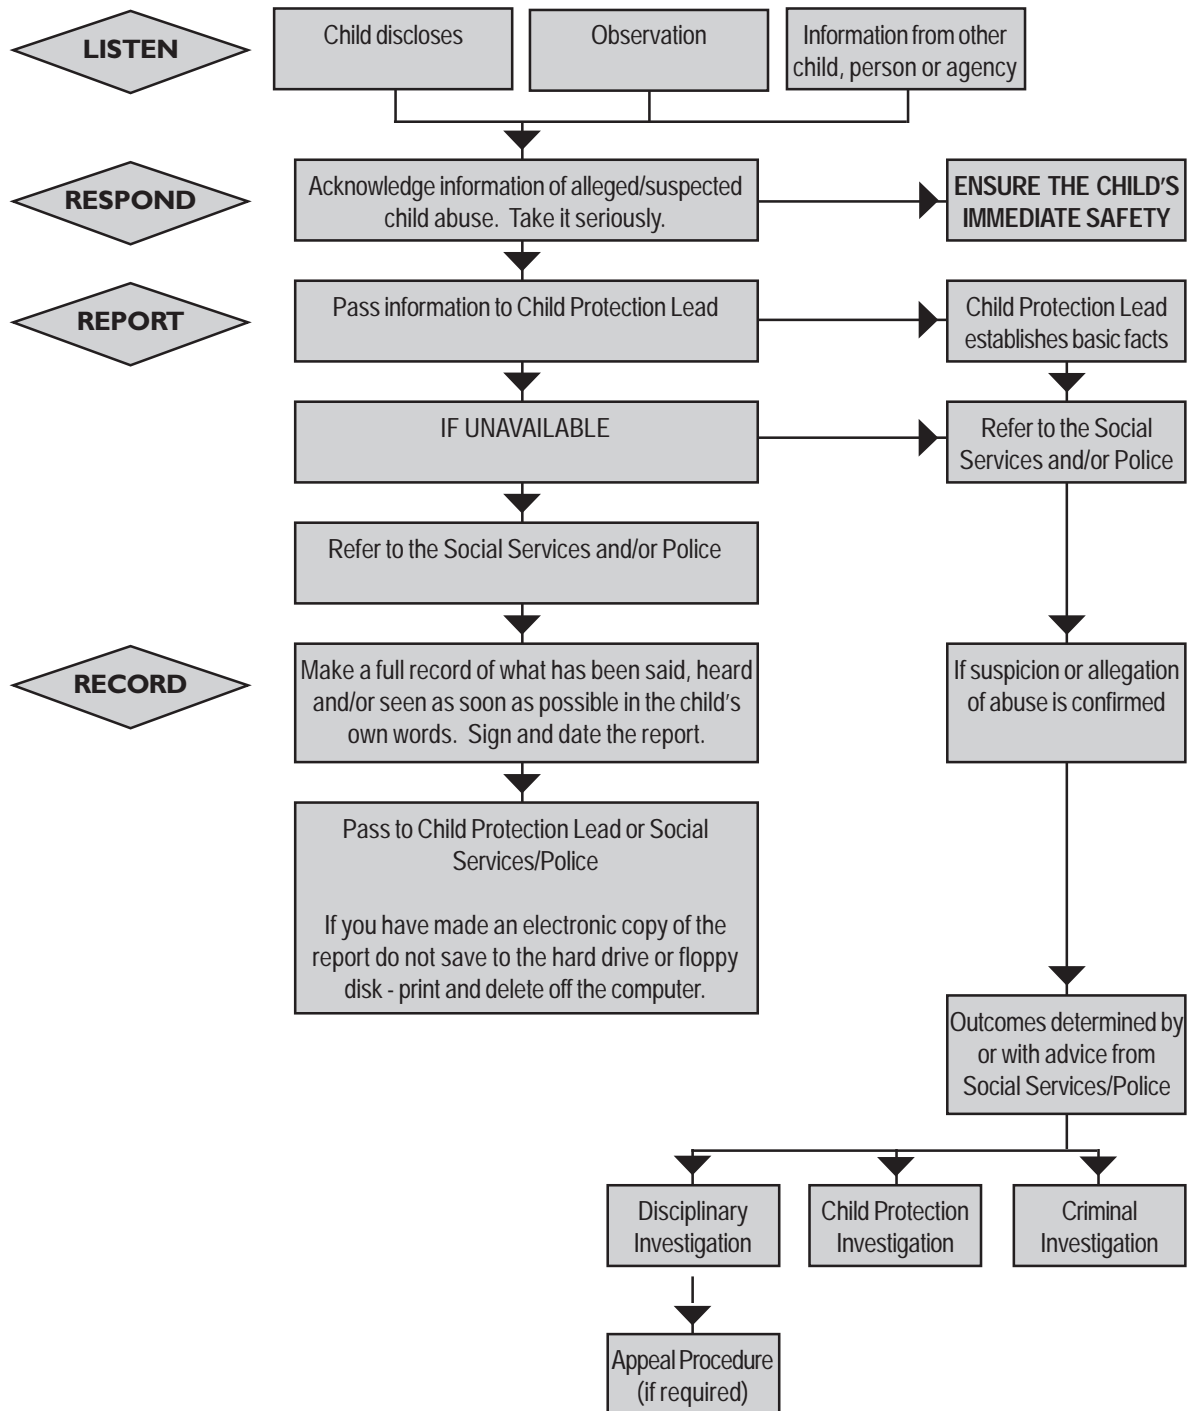 LISTEN
Child discloses
Observation
Information from other
child, person or agency
RESPOND
Acknowledge information of alleged/suspected
child abuse. Take it seriously.
ENSURE THE CHILD'S
IMMEDIATE SAFETY
REPORT
Pass information to Child Protection Lead
Child Protection Lead
establishes basic facts
IF UNAVAILABLE
Refer to the Social
Services and/or Police
Refer to the Social Services and/or Police
RECORD
Make a full record of what has been said, heard
and/or seen as soon as possible in the child's
own words. Sign and date the report.
If suspicion or allegation
of abuse is confirmed
Pass to Child Protection Lead or Social
Services/Police
If you have made an electronic copy of the
report do not save to the hard drive or floppy
disk - print and delete off the computer.
Outcomes determined by
or with advice from
Social Services/Police
Disciplinary
Investigation
Child Protection
Investigation
Criminal
Investigation
Appeal Procedure
(if required)